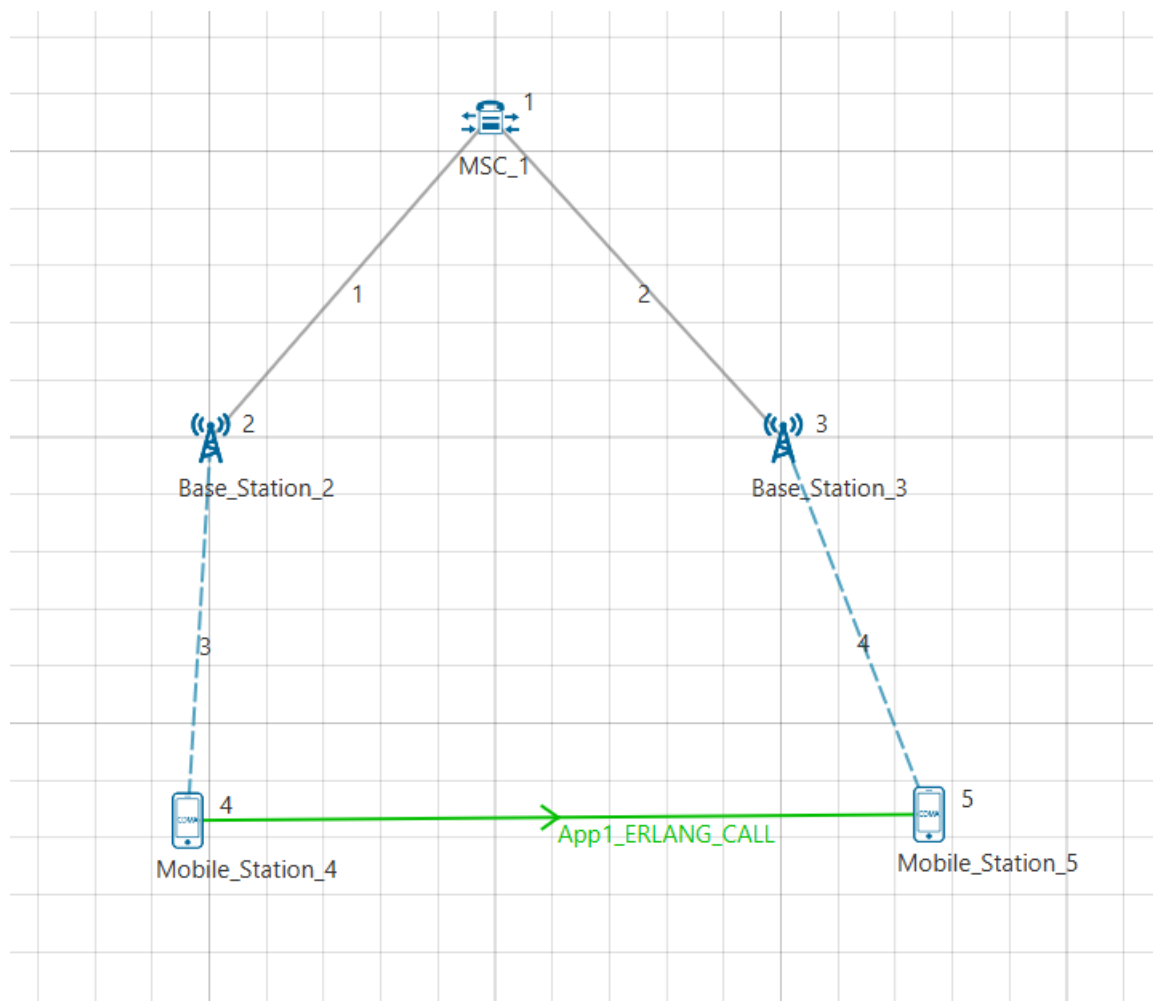 1
MSC_1
1
2
2
Base_Station_2
3
Base_Station_3
3
4
CDMA
4
Mobile_Station_4
App1_ERLANG_CALL
CDMA
5
Mobile_Station_5